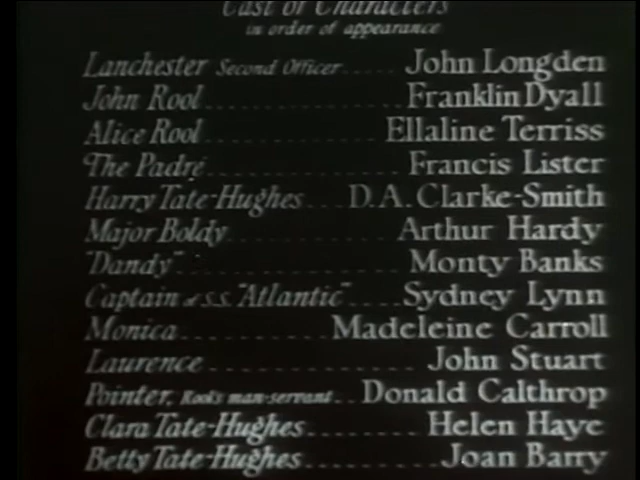 Cast of Characters
in order of appearance
Lanchester Second Officer..... John Longden
John Rool.................... Franklin Dyall
Alice Rool................... Ellaline Terriss
The Padré.................... Francis Lister
Harry Tate-Hughes.... D.A. Clarke-Smith
Major Boldy.................. Arthur Hardy
"Dandy"...................... Monty Banks
Captain of S.S. "Atlantic".... Sydney Lynn
Monica............... Madeleine Carroll
Laurence..................... John Stuart
Pointer, Rool's man-servant.. Donald Calthrop
Clara Tate-Hughes.......... Helen Haye
Betty Tate-Hughes........... Joan Barry